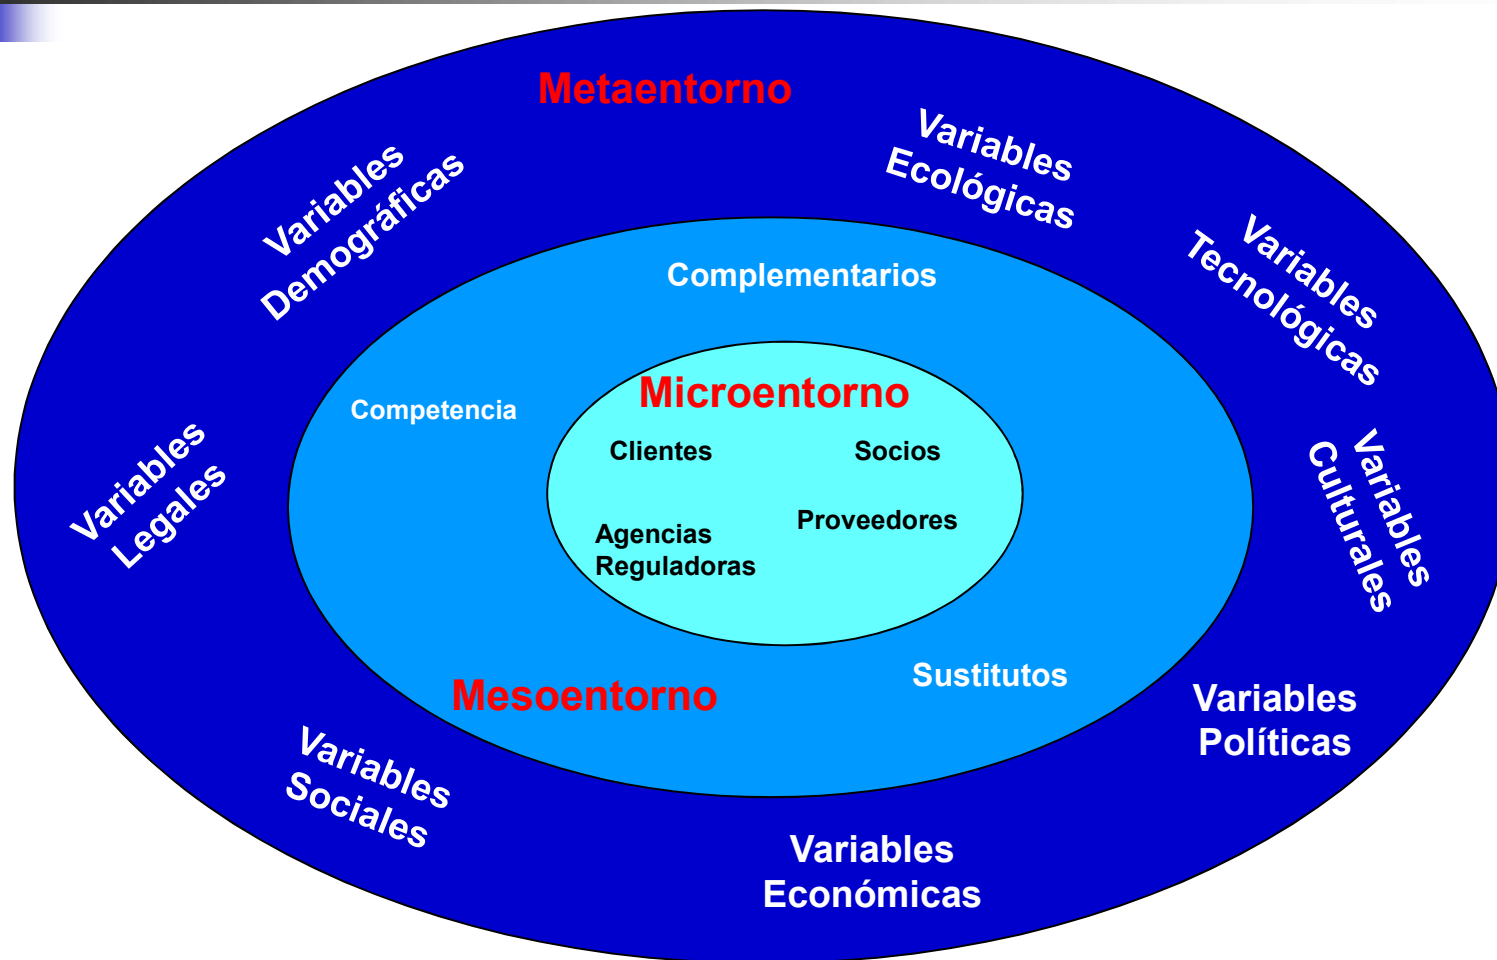 Metaentorno
Variables
Ecológicas
Variables
Demográficas
Variables
Tecnológicas
Complementarios
Microentorno
Competencia
Clientes
Socios
Variables
Legales
Variables
Culturales
Proveedores
Agencias
Reguladoras
Sustitutos
Mesoentorno
Variables
Políticas
Variables
Sociales
Variables
Económicas